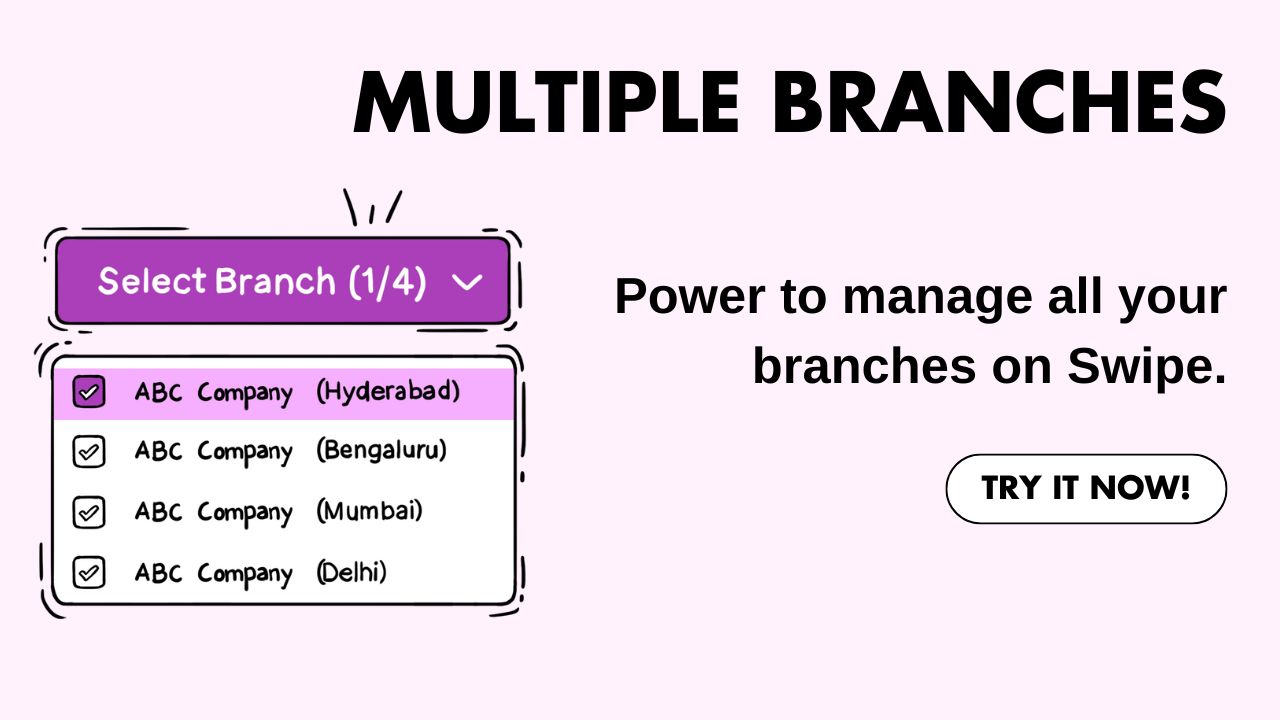 MULTIPLE BRANCHES
Select Branch (1/4)
ABC Company (Hyderabad)
ABC Company (Bengaluru)
ABC Company (Mumbai)
ABC Company (Delhi)
Power to manage all your
branches on Swipe.
TRY IT NOW!